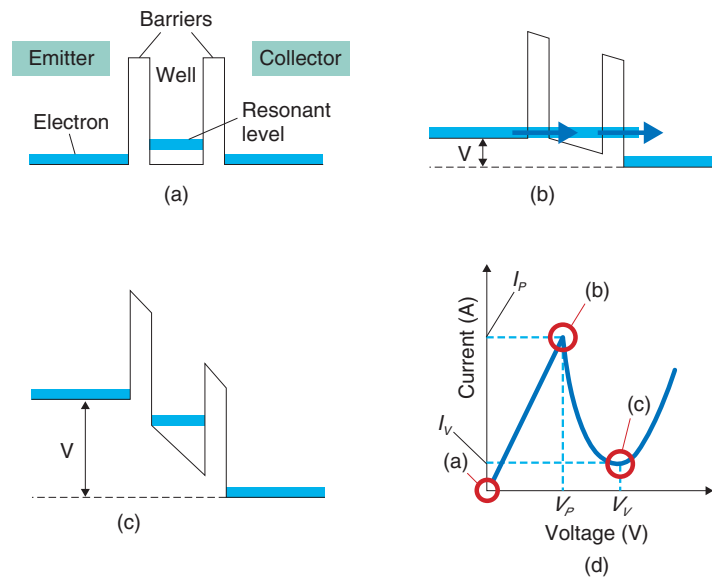 Barriers
Emitter
Well
Collector
Electron
Resonant
level
(a)
V
(b)
V
(c)
I_P
(b)
Current (A)
I_V
(c)
(a)
V_P
V_V
Voltage (V)
(d)